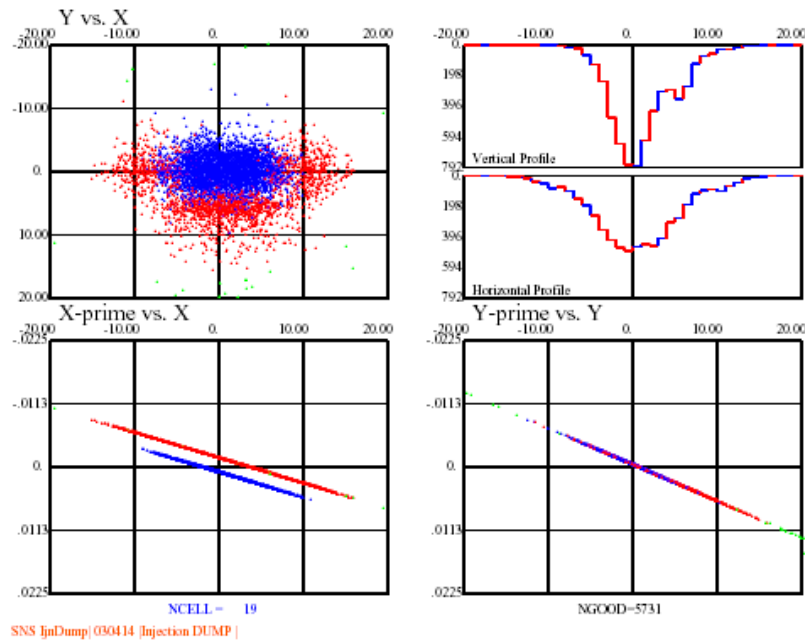 Y vs. X
-20.00 -10.00 0. 10.00 20.00
-20.00
-10.00
0.
10.00
20.00
-20.00 -10.00 0. 10.00 20.00
0.
198
396
594
792
Vertical Profile
0.
198
396
594
792
Horizontal Profile
X-prime vs. X
-20.00 -10.00 0. 10.00 20.00
-.0225
-.0113
0.
.0113
.0225
NCELL = 19
Y-prime vs. Y
-20.00 -10.00 0. 10.00 20.00
-.0225
-.0113
0.
.0113
.0225
NGOOD=5731
SNS IjnDump| 030414 |Injection DUMP |